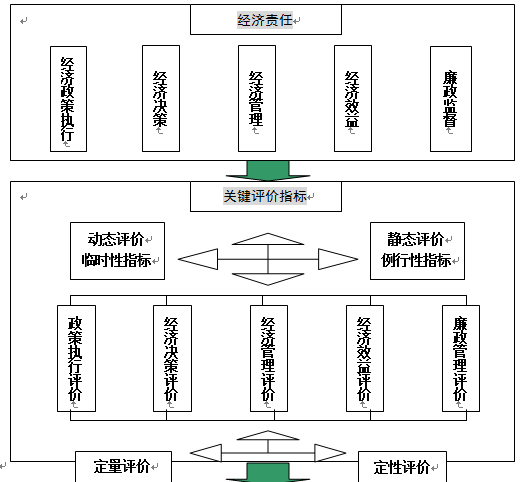 经济责任
经济政策执行
经济决策
经济管理
经济效益
廉政监督
关键评价指标
动态评价
临时性指标
静态评价
例行性指标
政策执行评价
经济决策评价
经济管理评价
经济效益评价
廉政管理评价
定量评价
定性评价